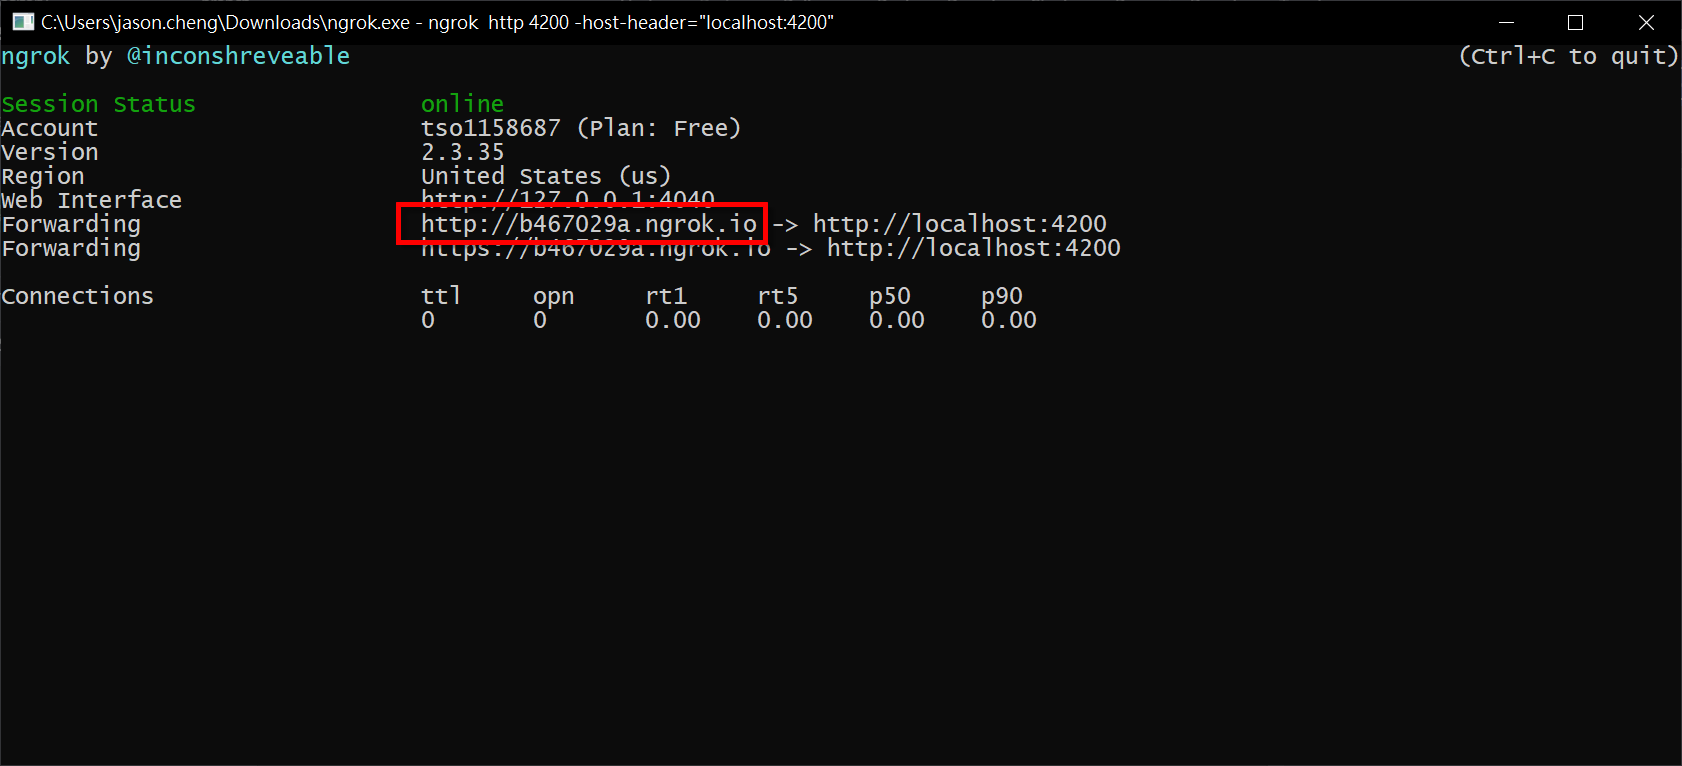 C:\Users\jason.cheng\Downloads\ngrok.exe - ngrok  http 4200 -host-header="localhost:4200"
ngrok by @inconshreveable (Ctrl+C to quit)
Session Status online
Account tso1158687 (Plan: Free)
Version 2.3.35
Region United States (us)
Web Interface http://127.0.0.1:4040
Forwarding http://b467029a.ngrok.io -> http://localhost:4200
Forwarding https://b467029a.ngrok.io -> http://localhost:4200
Connections ttl opn rt1 rt5 p50 p90
0 0 0.00 0.00 0.00 0.00